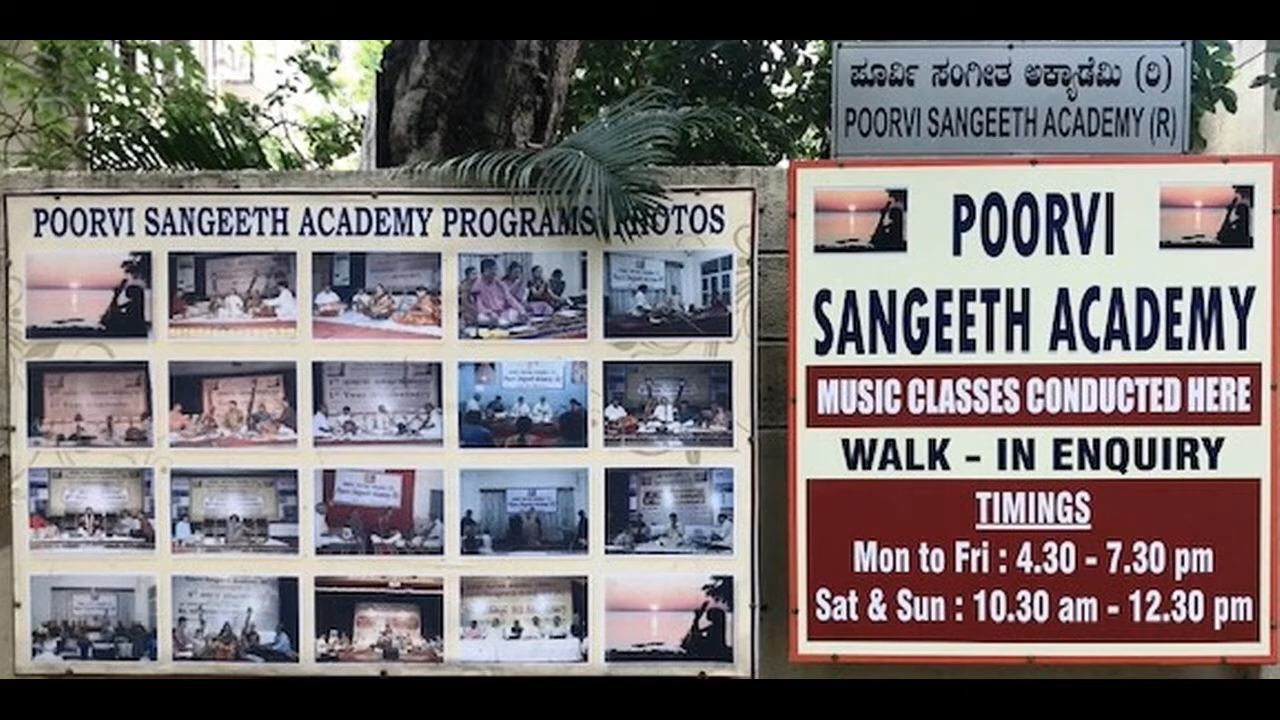 ಪೂರ್ವಿ ಸಂಗೀತ ಅಕ್ಯಾಡೆಮಿ (ರಿ)
POORVI SANGEETH ACADEMY (R)
POORVI SANGEETH ACADEMY PROGRAMS PHOTOS
POORVI
SANGEETH ACADEMY
MUSIC CLASSES CONDUCTED HERE
WALK - IN ENQUIRY
TIMINGS
Mon to Fri : 4.30 - 7.30 pm
Sat & Sun : 10.30 am - 12.30 pm